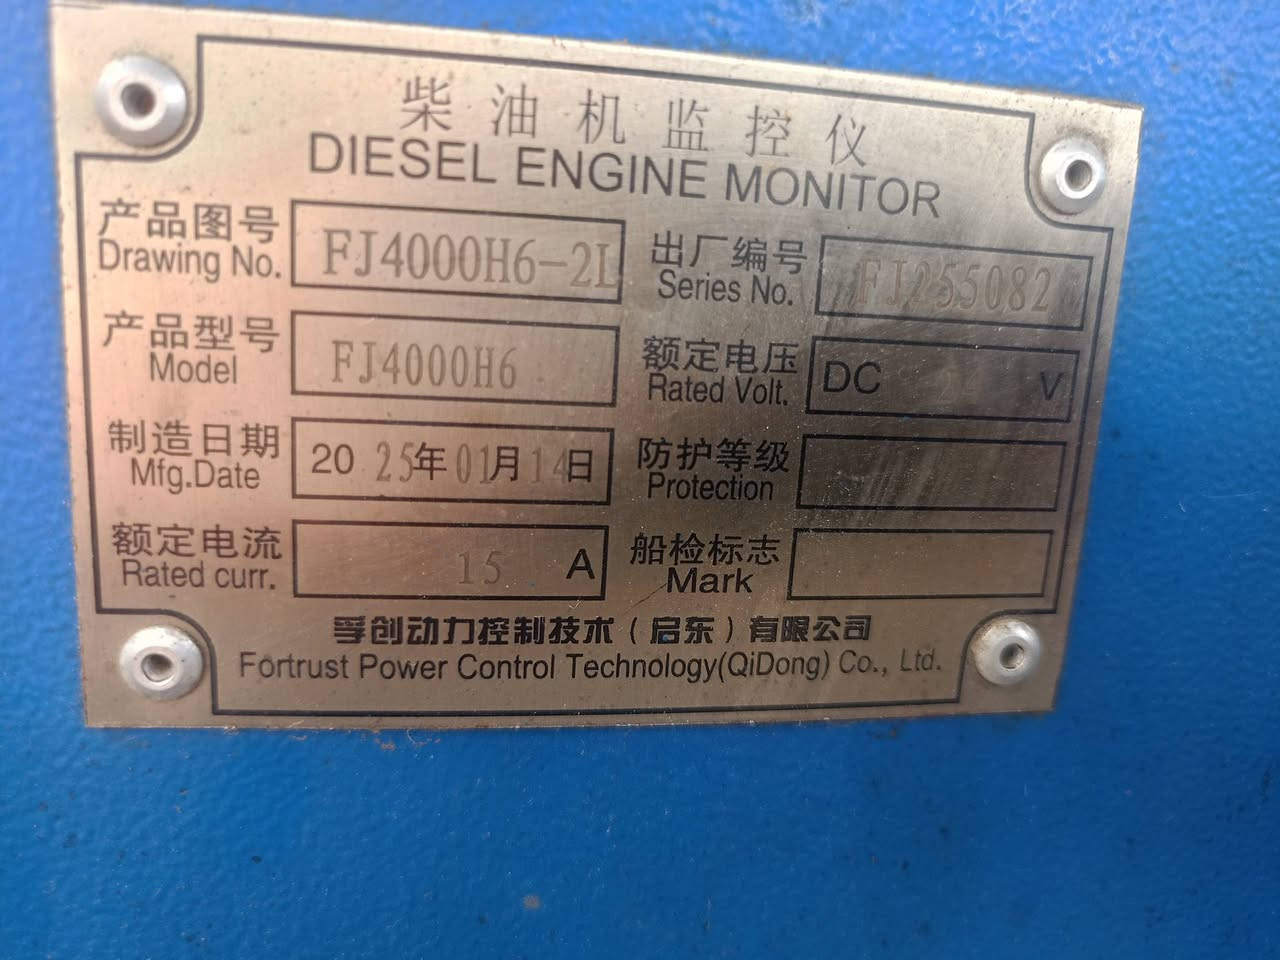 柴油机监控仪
DIESEL ENGINE MONITOR
产品图号 FJ4000H6-2L 出厂编号 FJ255082
Drawing No. Series No.
产品型号 FJ4000H6 额定电压 DC V
Model Rated Volt.
制造日期 2025年01月14日 防护等级
Mfg.Date Protection
额定电流 15 A 船检标志
Rated curr. Mark
孚创动力控制技术（启东）有限公司
Fortrust Power Control Technology(QiDong) Co., Ltd.